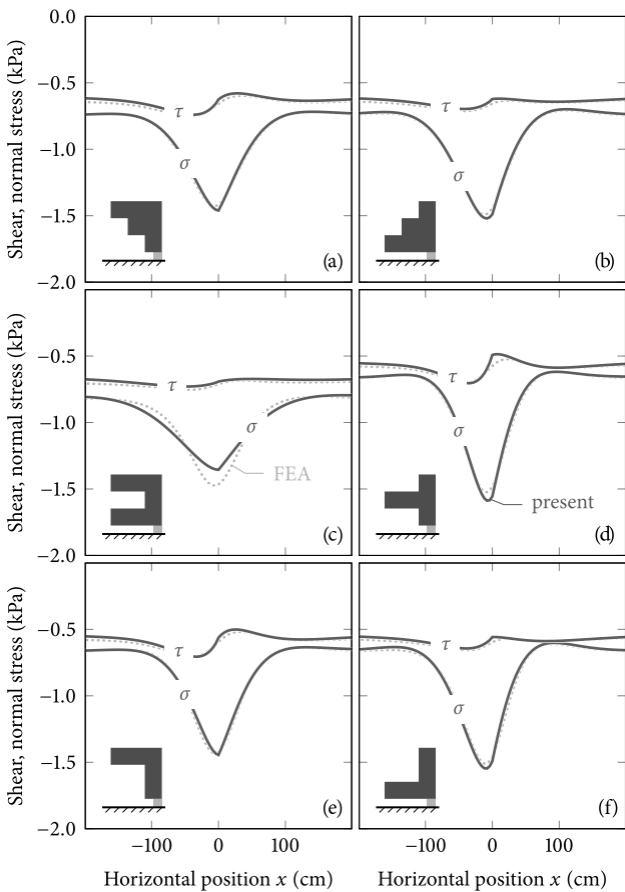 0.0
−0.5
−1.0
−1.5
−2.0
Shear, normal stress (kPa)
τ
σ
(a)
τ
σ
(b)
−0.5
−1.0
−1.5
−2.0
Shear, normal stress (kPa)
τ
σ
FEA
(c)
τ
σ
present
(d)
−0.5
−1.0
−1.5
−2.0
Shear, normal stress (kPa)
τ
σ
(e)
τ
σ
(f)
−100 0 100
−100 0 100
Horizontal position x (cm)
Horizontal position x (cm)